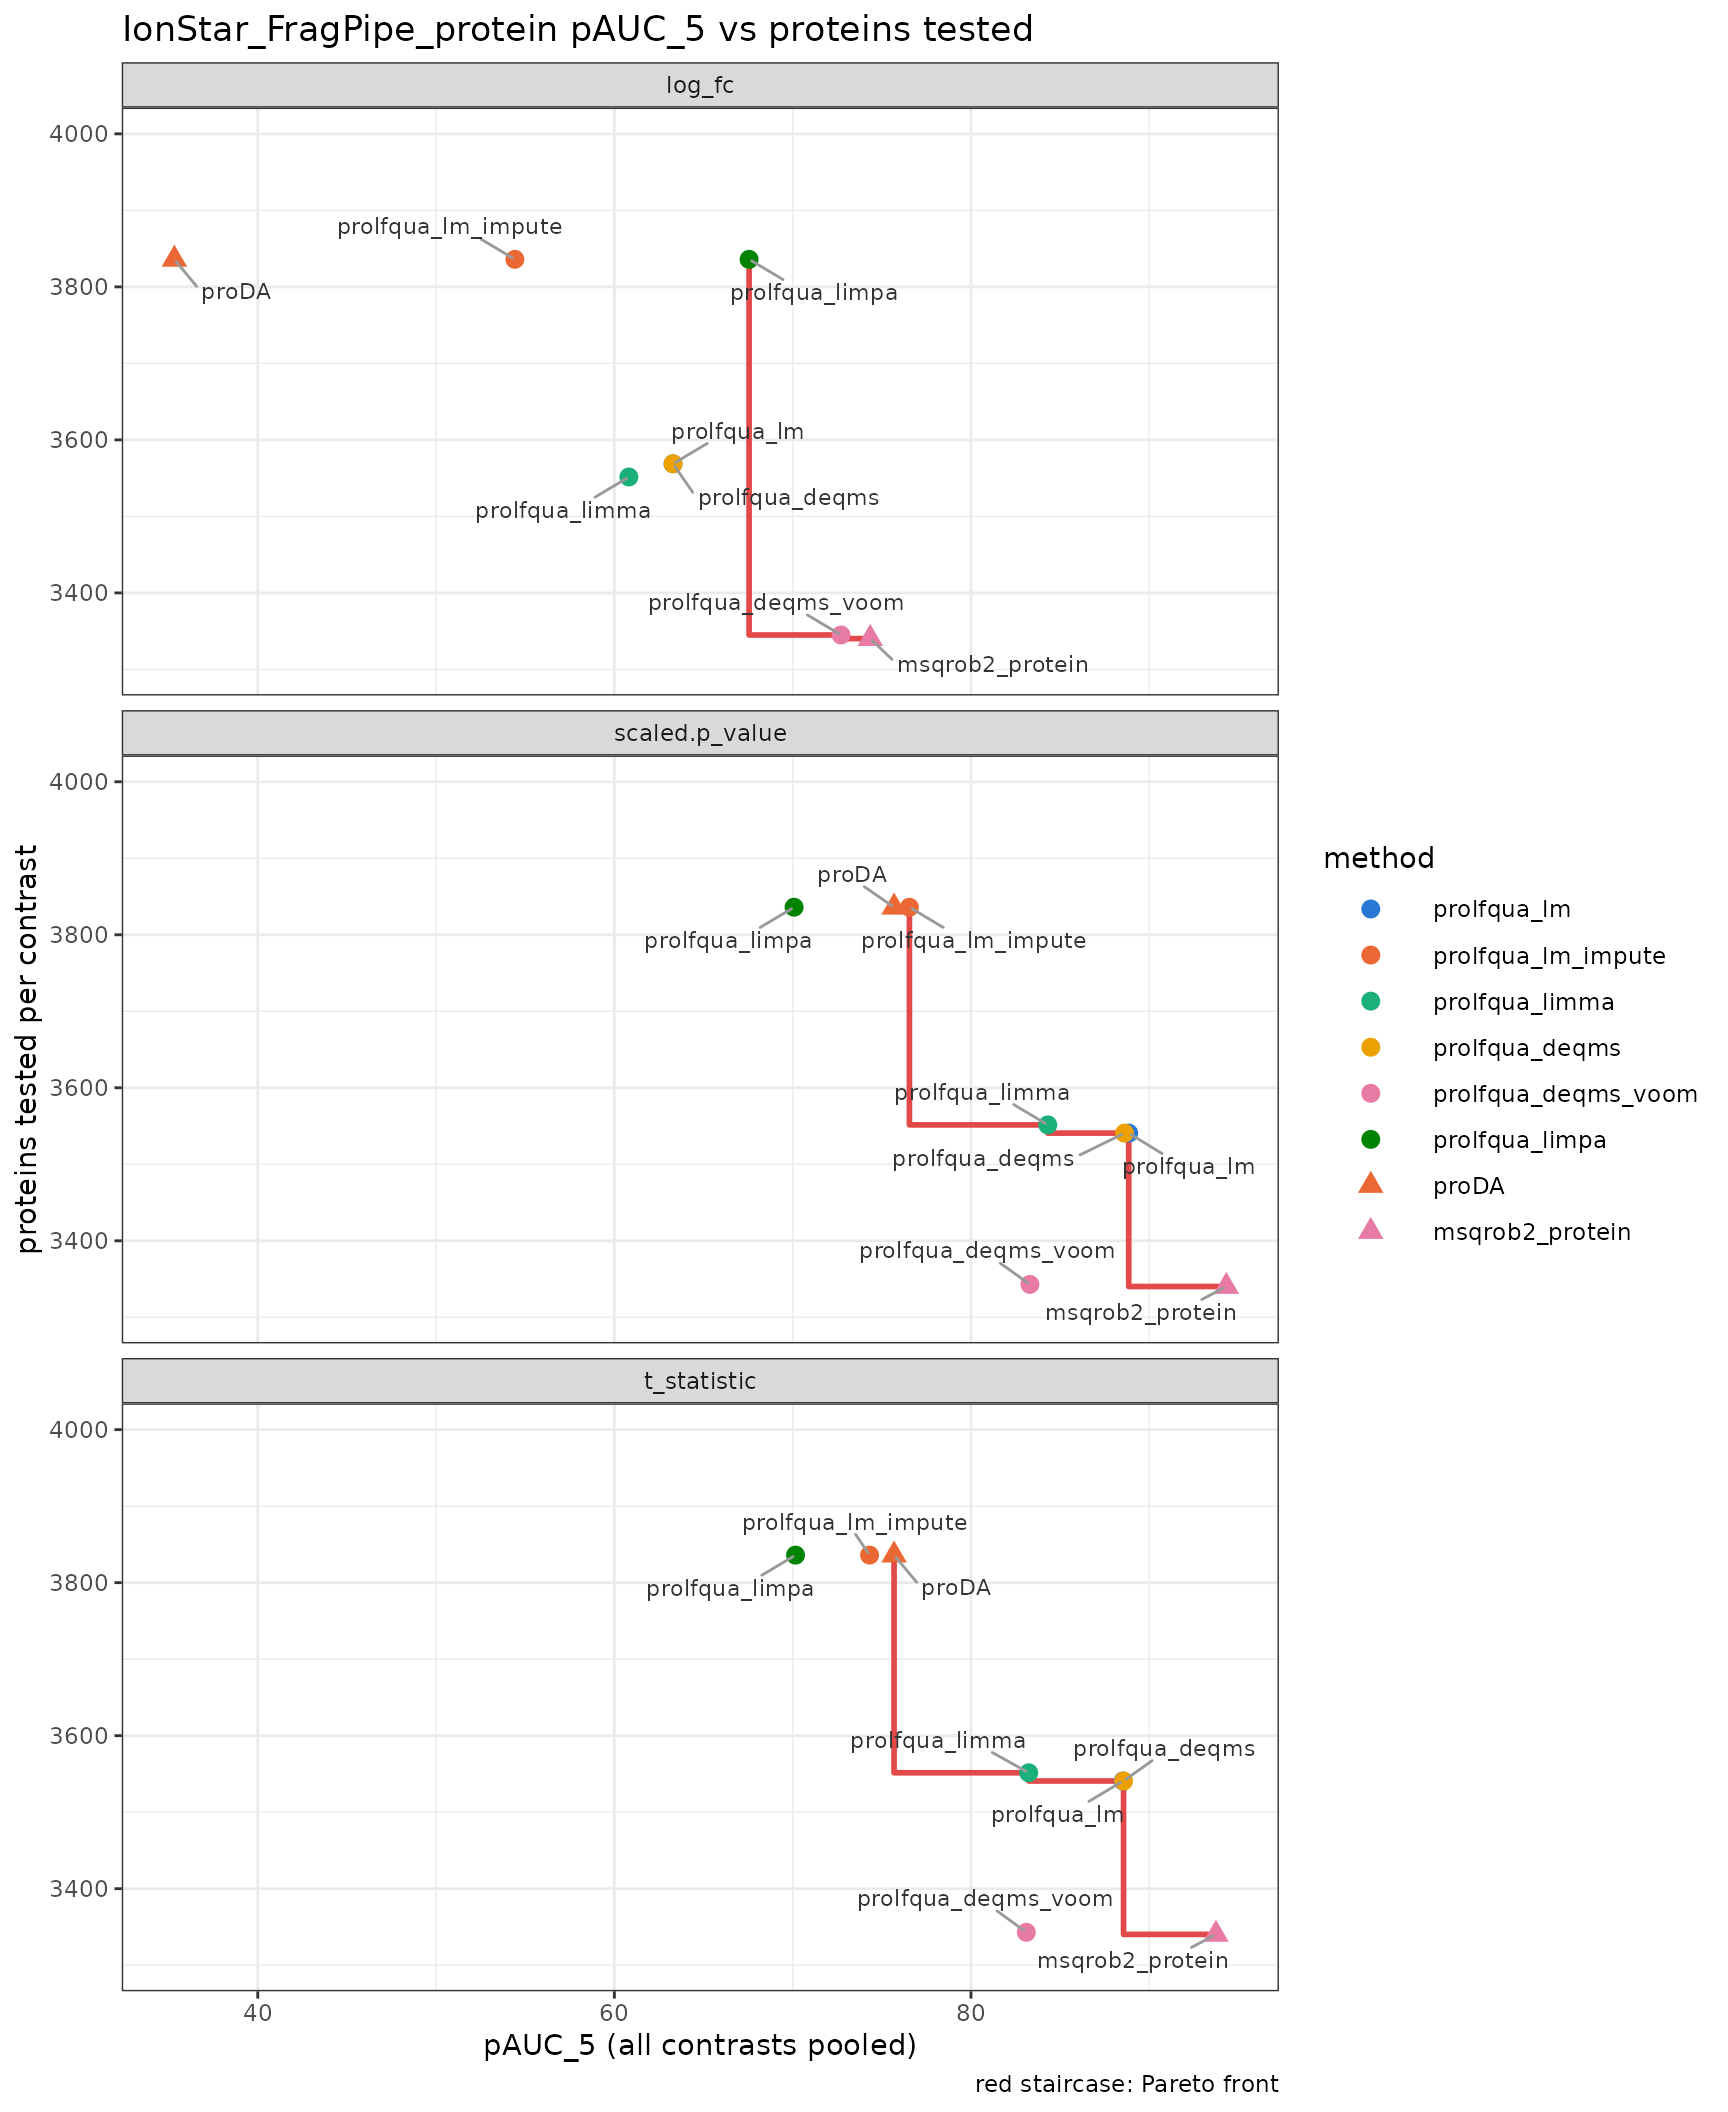 IonStar_FragPipe_protein pAUC_5 vs proteins tested
log_fc
4000
3800
3600
3400
prolfqua_lm_impute
proDA
prolfqua_limpa
prolfqua_lm
prolfqua_deqms
prolfqua_limma
prolfqua_deqms_voom
msqrob2_protein
scaled.p_value
4000
3800
3600
3400
proDA
prolfqua_limpa
prolfqua_lm_impute
prolfqua_limma
prolfqua_deqms
prolfqua_lm
prolfqua_deqms_voom
msqrob2_protein
t_statistic
4000
3800
3600
3400
prolfqua_lm_impute
prolfqua_limpa
proDA
prolfqua_limma
prolfqua_deqms
prolfqua_lm
prolfqua_deqms_voom
msqrob2_protein
40
60
80
pAUC_5 (all contrasts pooled)
proteins tested per contrast
method
prolfqua_lm
prolfqua_lm_impute
prolfqua_limma
prolfqua_deqms
prolfqua_deqms_voom
prolfqua_limpa
proDA
msqrob2_protein
red staircase: Pareto front